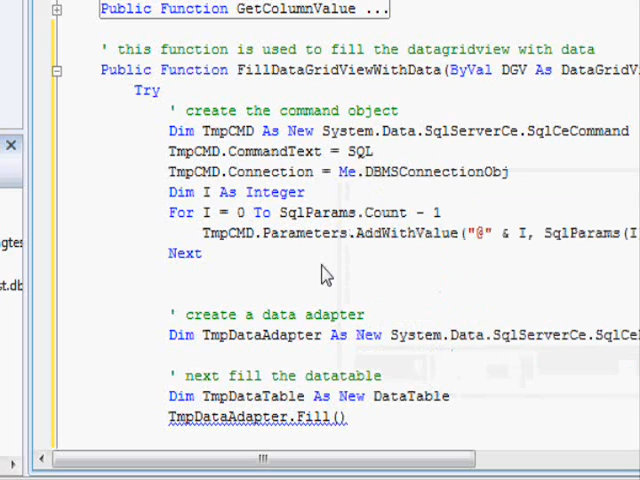 Public Function GetColumnValue ...
' this function is used to fill the datagridview with data
Public Function FillDataGridViewWithData(ByVal DGV As DataGridVi
Try
' create the command object
Dim TmpCMD As New System.Data.SqlServerCe.SqlCeCommand
TmpCMD.CommandText = SQL
TmpCMD.Connection = Me.DBMSConnectionObj
Dim I As Integer
For I = 0 To SqlParams.Count - 1
TmpCMD.Parameters.AddWithValue("@" & I, SqlParams(I
Next
' create a data adapter
Dim TmpDataAdapter As New System.Data.SqlServerCe.SqlCe
' next fill the datatable
Dim TmpDataTable As New DataTable
TmpDataAdapter.Fill()
ngtes
st.db